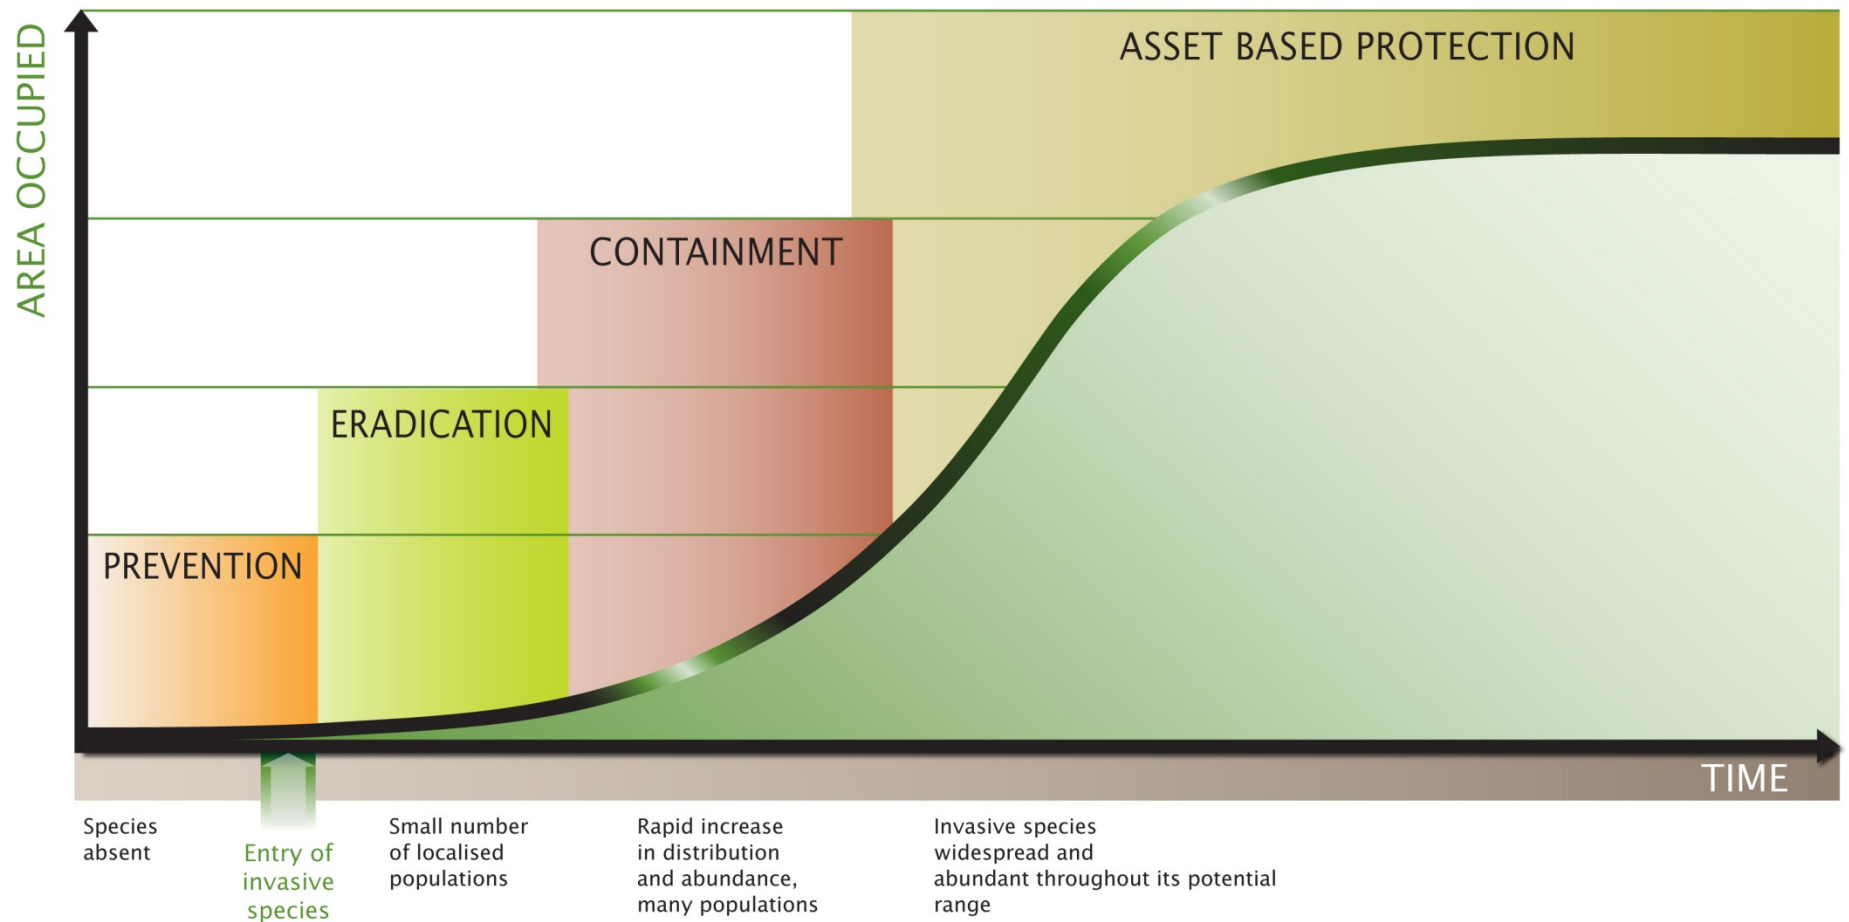 AREA OCCUPIED
ASSET BASED PROTECTION
CONTAINMENT
ERADICATION
PREVENTION
TIME
Species
absent
Entry of
invasive
species
Small number
of localised
populations
Rapid increase
in distribution
and abundance,
many populations
Invasive species
widespread and
abundant throughout its potential
range